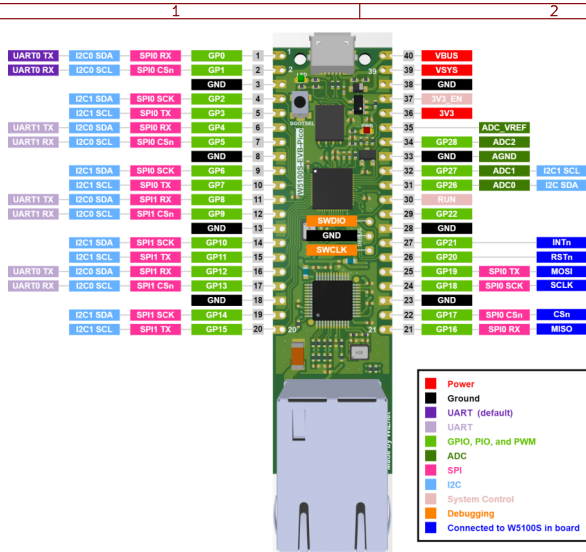 1 2
UART0 TX I2C0 SDA SPI0 RX GP0 1 1 40 VBUS
UART0 RX I2C0 SCL SPI0 CSn GP1 2 2 39 39 VSYS
GND 3 38 GND
I2C1 SDA SPI0 SCK GP2 4 37 3V3_EN
I2C1 SCL SPI0 TX GP3 5 36 3V3
BOOTSEL
UART1 TX I2C0 SDA SPI0 RX GP4 6 35 ADC_VREF
UART1 RX I2C0 SCL SPI0 CSn GP5 7 34 GP28 ADC2
GND 8 33 GND AGND
W5100S-EVB-Pico
I2C1 SDA SPI0 SCK GP6 9 32 GP27 ADC1 I2C1 SCL
I2C1 SCL SPI0 TX GP7 10 31 GP26 ADC0 I2C SDA
UART1 TX I2C0 SDA SPI1 RX GP8 11 30 RUN
UART1 RX I2C0 SCL SPI1 CSn GP9 12 SWDIO 29 GP22
GND 13 GND 28 GND
I2C1 SDA SPI1 SCK GP10 14 SWCLK 27 GP21 INTn
I2C1 SCL SPI1 TX GP11 15 26 GP20 RSTn
UART0 TX I2C0 SDA SPI1 RX GP12 16 25 GP19 SPI0 TX MOSI
UART0 RX I2C0 SCL SPI1 CSn GP13 17 24 GP18 SPI0 SCK SCLK
GND 18 23 GND
I2C1 SDA SPI1 SCK GP14 19 22 GP17 SPI0 CSn CSn
I2C1 SCL SPI1 TX GP15 20 20 21 21 GP16 SPI0 RX MISO
Power
Ground
UART (default)
UART
GPIO, PIO, and PWM
ADC
SPI
I2C
System Control
Debugging
Connected to W5100S in board